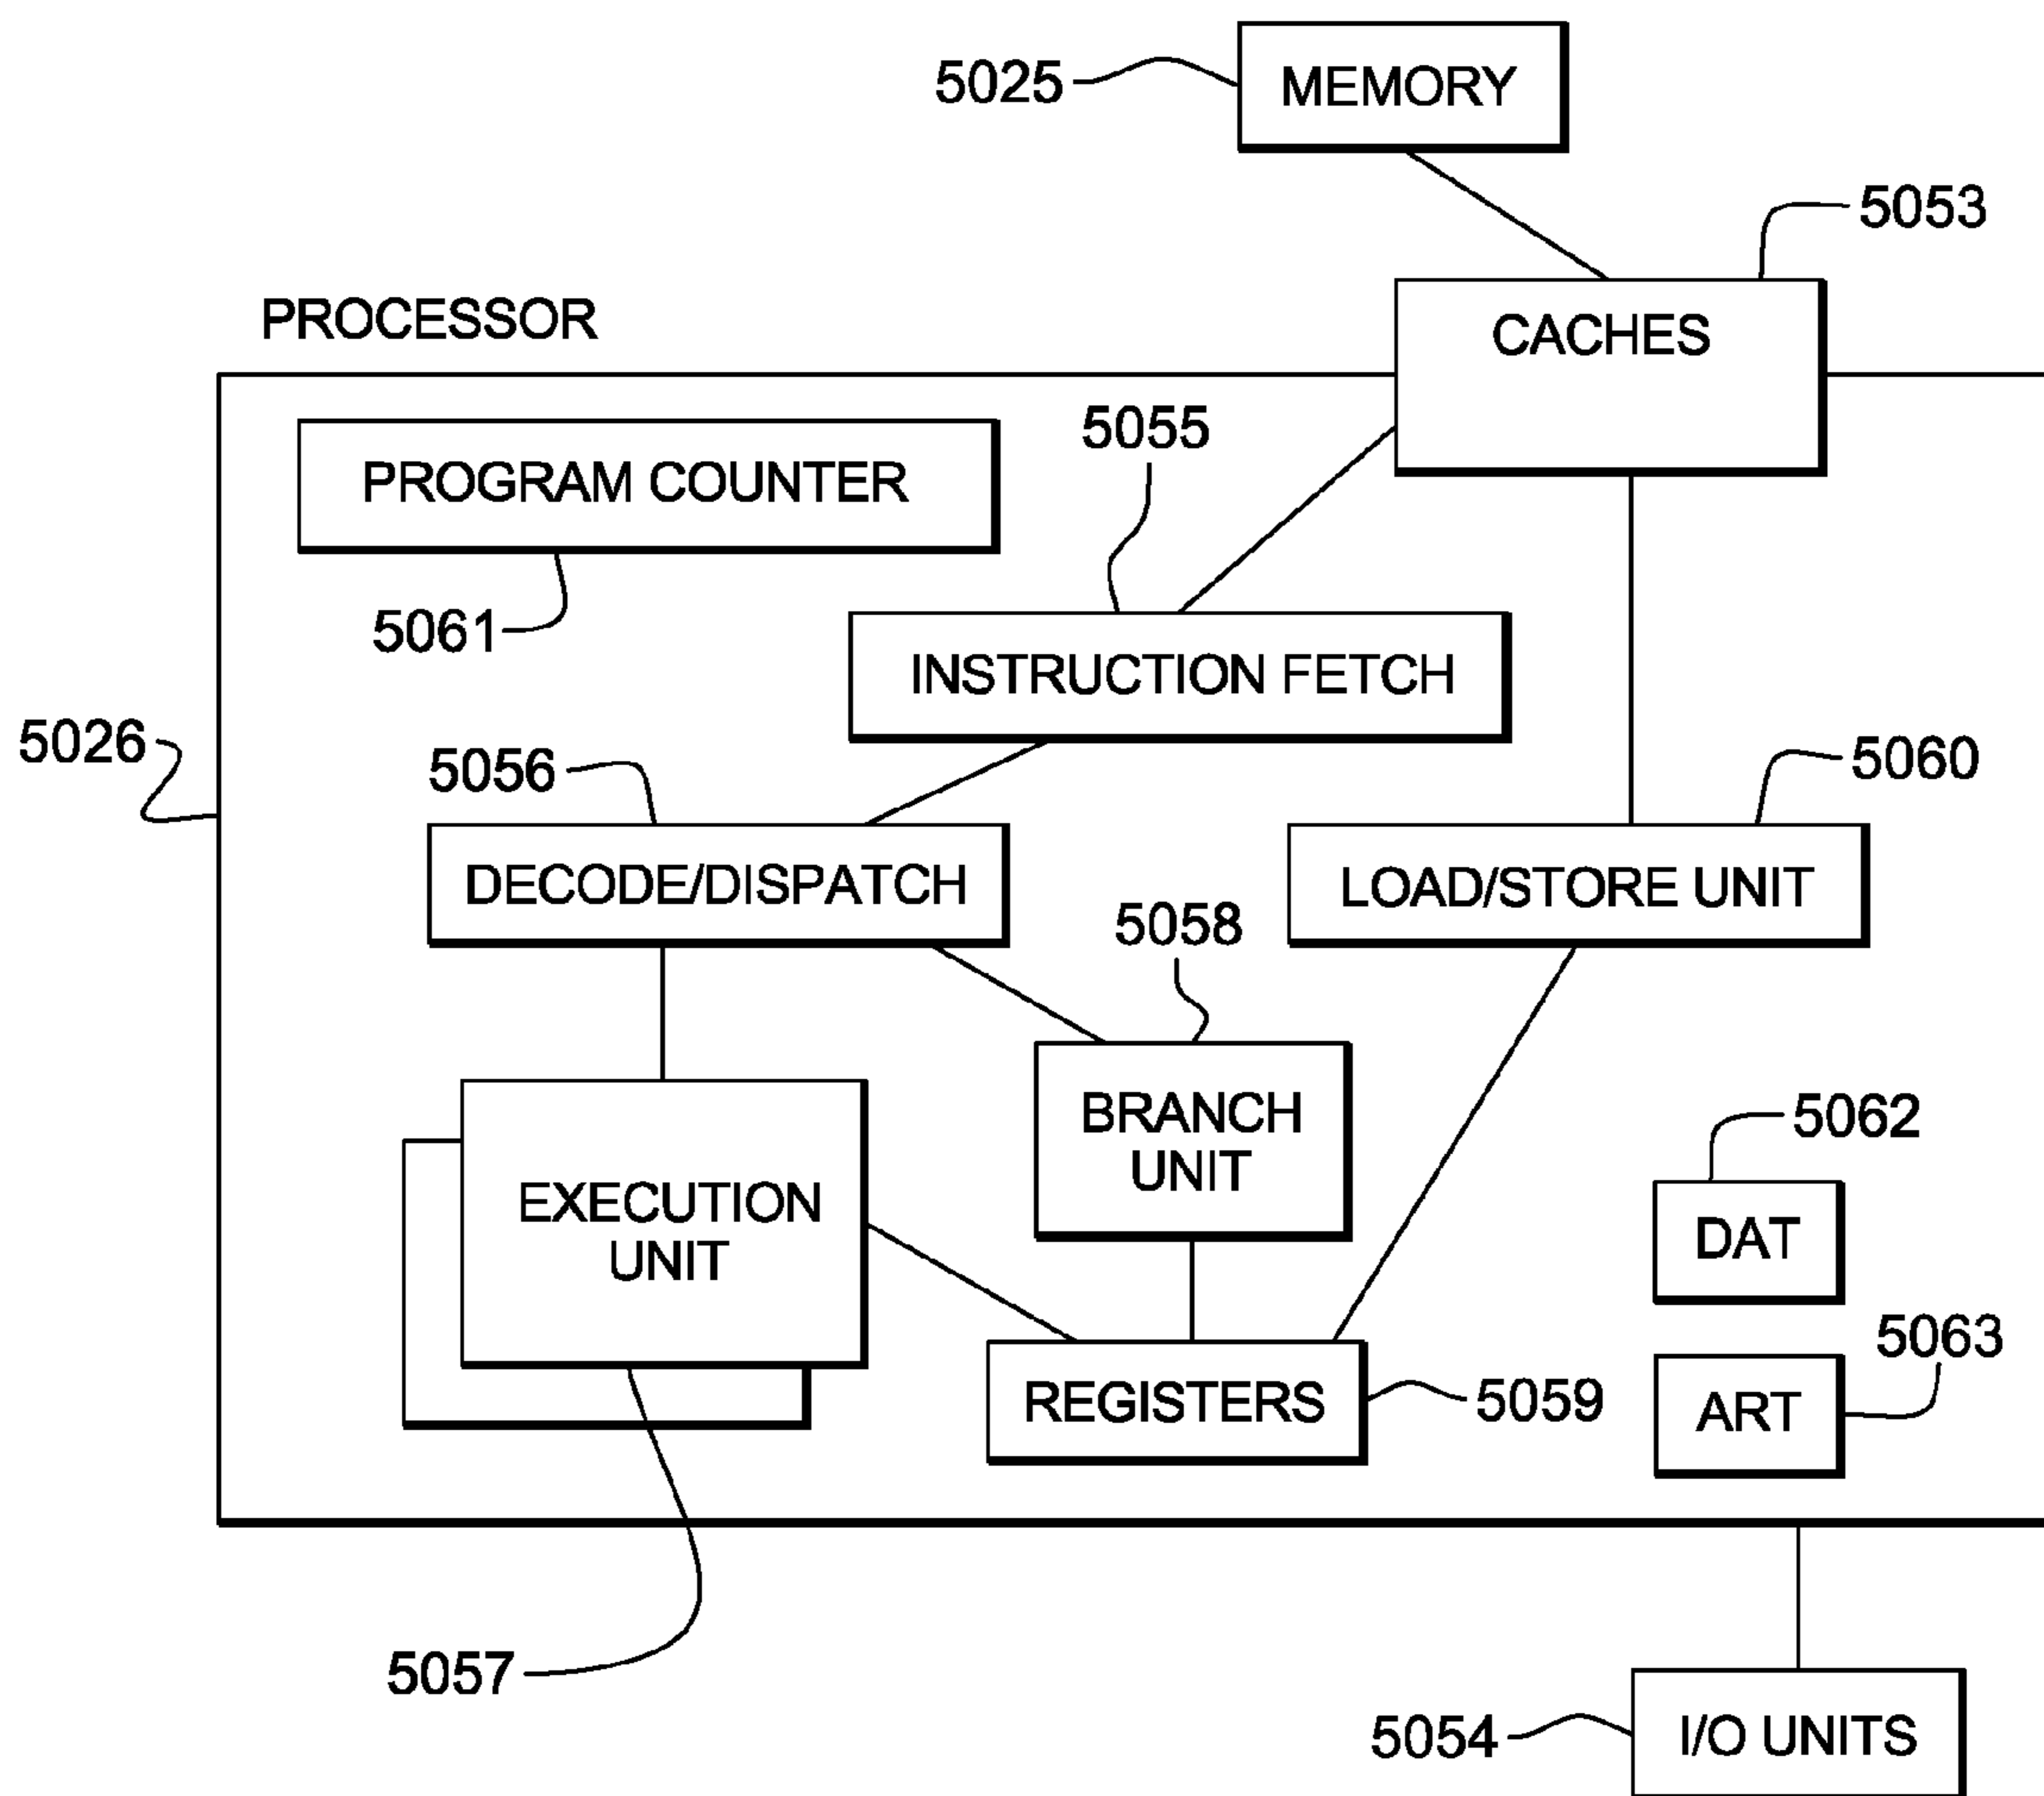 5025
MEMORY
5053
PROCESSOR
CACHES
5055
PROGRAM COUNTER
5061
INSTRUCTION FETCH
5026
5056
5060
DECODE/DISPATCH
LOAD/STORE UNIT
5058
BRANCH
UNIT
5062
EXECUTION
UNIT
DAT
5063
REGISTERS
5059
ART
5057
5054
I/O UNITS